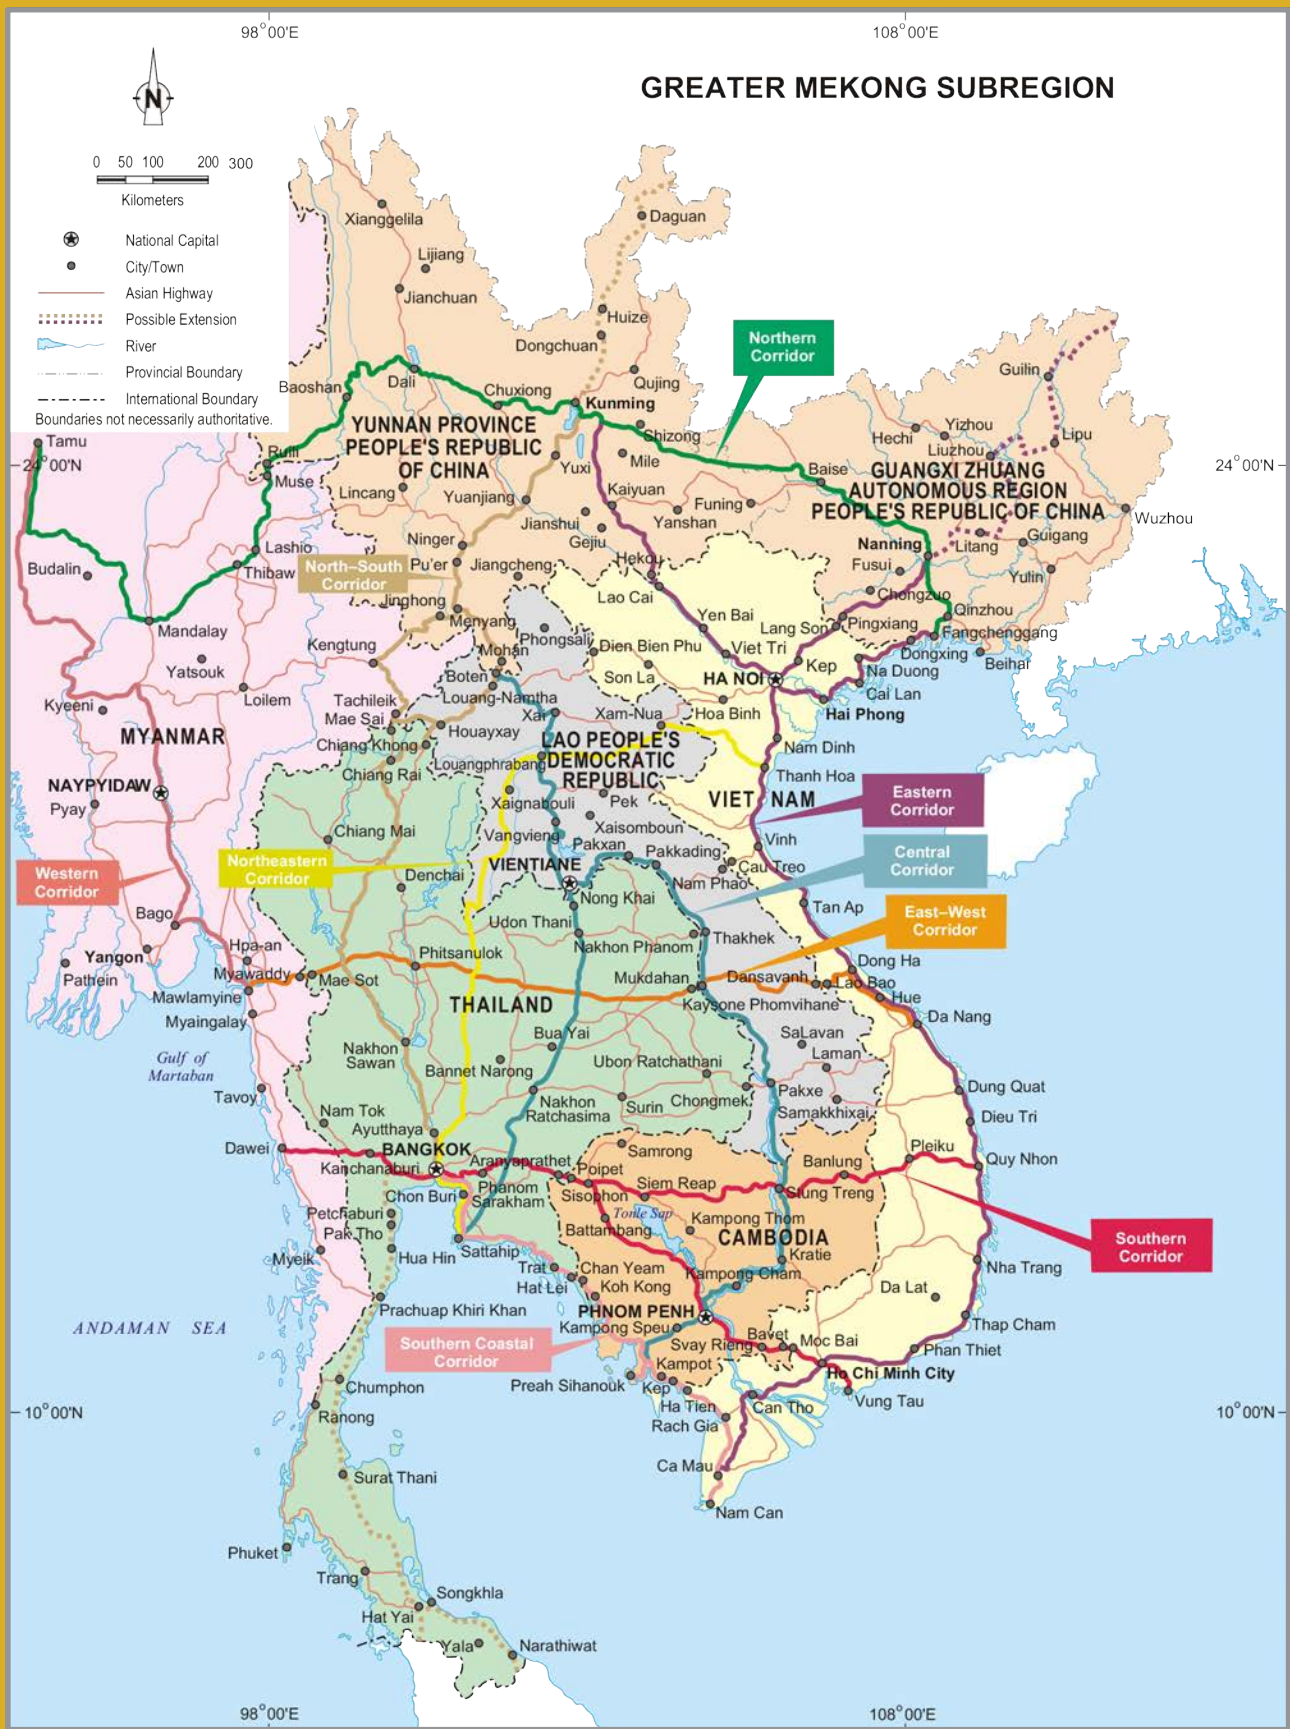 98°00'E
108°00'E
GREATER MEKONG SUBREGION
N
0 50 100 200 300
Kilometers
National Capital
City/Town
Asian Highway
Possible Extension
River
Provincial Boundary
International Boundary
Boundaries not necessarily authoritative.
Daguan
Xianggelila
Lijiang
Jianchuan
Huize
Dongchuan
Northern
Corridor
Guilin
Qujing
Baoshan
Dali
Chuxiong
Kunming
YUNNAN PROVINCE
PEOPLE'S REPUBLIC
OF CHINA
Shizong
Hechi
Yizhou
Liuzhou
Lipu
Tamu
24°00'N
24°00'N
Ruili
Muse
Yuxi
Mile
Baise
GUANGXI ZHUANG
AUTONOMOUS REGION
PEOPLE'S REPUBLIC OF CHINA
Lincang
Yuanjiang
Kaiyuan
Funing
Yanshan
Wuzhou
Jianshui
Gejiu
Ninger
Nanning
Litang
Guigang
Lashio
Thibaw
Budalin
North–South
Corridor
Pu'er
Jiangcheng
Hekou
Fusui
Yulin
Lao Cai
Chongzuo
Jinghong
Menyang
Yen Bai
Lang Son
Pingxiang
Qinzhou
Fangchenggang
Mandalay
Phongsali
Dien Bien Phu
Viet Tri
Kep
Dongxing
Beihai
Kengtung
Mohan
Yatsouk
Boten
Son La
HA NOI
Na Duong
Loilem
Louang-Namtha
Cai Lan
Tachileik
Kyeeni
Mae Sai
Xai
Xam-Nua
Hoa Binh
Hai Phong
MYANMAR
Houayxay
LAO PEOPLE'S
DEMOCRATIC
REPUBLIC
Chiang Khong
Nam Dinh
Louangphrabang
Chiang Rai
Thanh Hoa
NAYPYIDAW
Pyay
Xaignabouli
Pek
VIET NAM
Eastern
Corridor
Chiang Mai
Vangvieng
Xaisomboun
Pakxan
Vinh
Northeastern
Corridor
VIENTIANE
Pakkading
Cau Treo
Central
Corridor
Western
Corridor
Denchai
Nam Phao
Nong Khai
Bago
Udon Thani
Tan Ap
East–West
Corridor
Hpa-an
Phitsanulok
Nakhon Phanom
Thakhek
Yangon
Pathein
Myawaddy
Mae Sot
Mukdahan
Dansavanh
Dong Ha
Lao Bao
Mawlamyine
THAILAND
Kaysone Phomvihane
Hue
Myaingalay
Da Nang
Gulf of
Martaban
Nakhon
Sawan
Bua Yai
SaLavan
Laman
Bannet Narong
Ubon Ratchathani
Tavoy
Nakhon
Ratchasima
Surin
Chongmek
Pakxe
Samakkhixai
Dung Quat
Nam Tok
Dieu Tri
Ayutthaya
Dawei
BANGKOK
Samrong
Pleiku
Kanchanaburi
Aranyaprathet
Poipet
Banlung
Quy Nhon
Chon Buri
Phanom
Sarakham
Sisophon
Siem Reap
Stung Treng
Petchaburi
Tonle Sap
Pak Tho
Battambang
Kampong Thom
CAMBODIA
Southern
Corridor
Myeik
Hua Hin
Sattahip
Kratie
Trat
Chan Yeam
Kampong Cham
Nha Trang
Hat Lei
Koh Kong
Da Lat
Prachuap Khiri Khan
PHNOM PENH
ANDAMAN SEA
Kampong Speu
Thap Cham
Southern Coastal
Corridor
Svay Rieng
Bavet
Moc Bai
Phan Thiet
Kampot
Ho Chi Minh City
Chumphon
Preah Sihanouk
Kep
Vung Tau
10°00'N
10°00'N
Ranong
Ha Tien
Can Tho
Rach Gia
Surat Thani
Ca Mau
Nam Can
Phuket
Trang
Songkhla
Hat Yai
Yala
Narathiwat
98°00'E
108°00'E